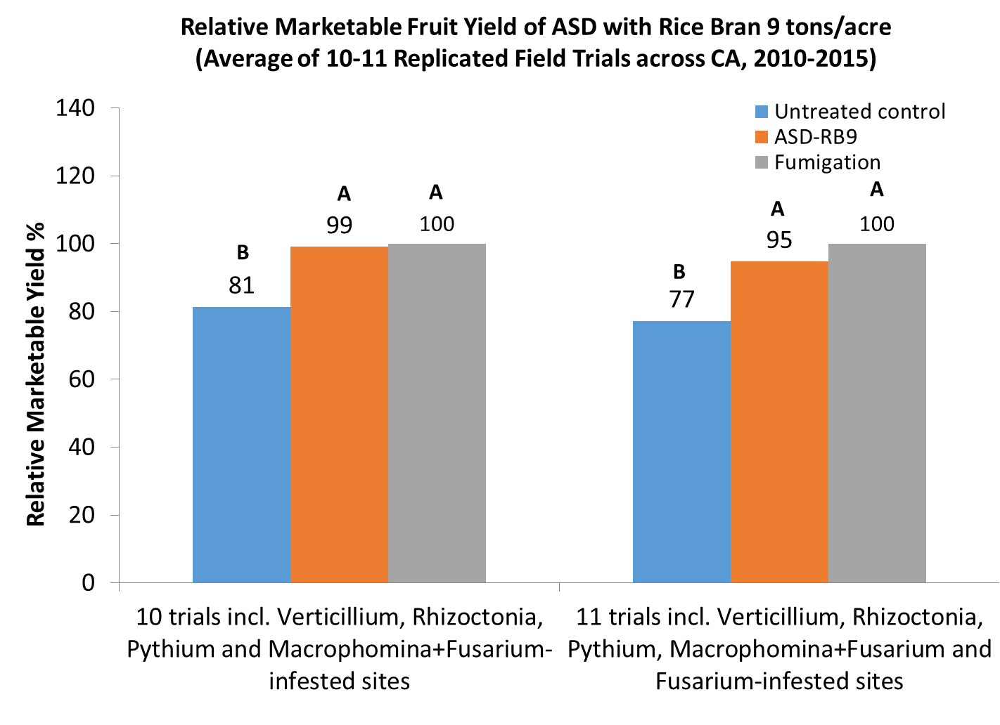 Relative Marketable Fruit Yield of ASD with Rice Bran 9 tons/acre
(Average of 10-11 Replicated Field Trials across CA, 2010-2015)
Relative Marketable Yield %
140
120
100
80
60
40
20
0
Untreated control
ASD-RB9
Fumigation
B
81
A
99
A
100
B
77
A
95
A
100
10 trials incl. Verticillium, Rhizoctonia,
Pythium and Macrophomina+Fusarium-
infested sites
11 trials incl. Verticillium, Rhizoctonia,
Pythium, Macrophomina+Fusarium and
Fusarium-infested sites